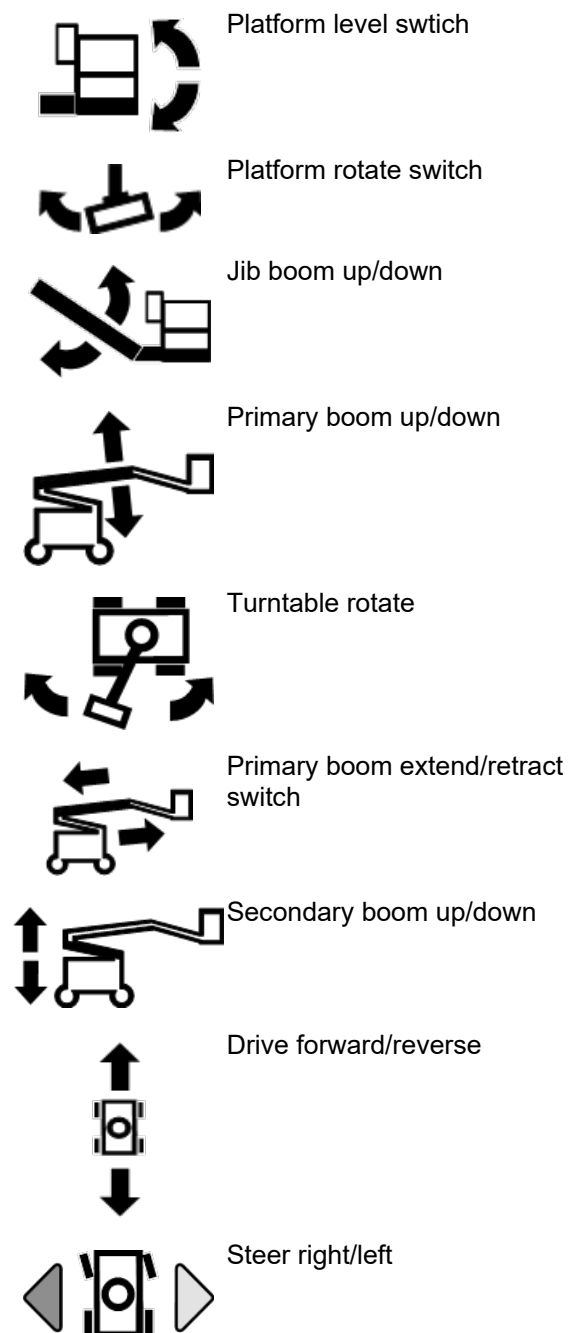 Platform level swtich
Platform rotate switch
Jib boom up/down
Primary boom up/down
Turntable rotate
Primary boom extend/retract
switch
Secondary boom up/down
Drive forward/reverse
Steer right/left